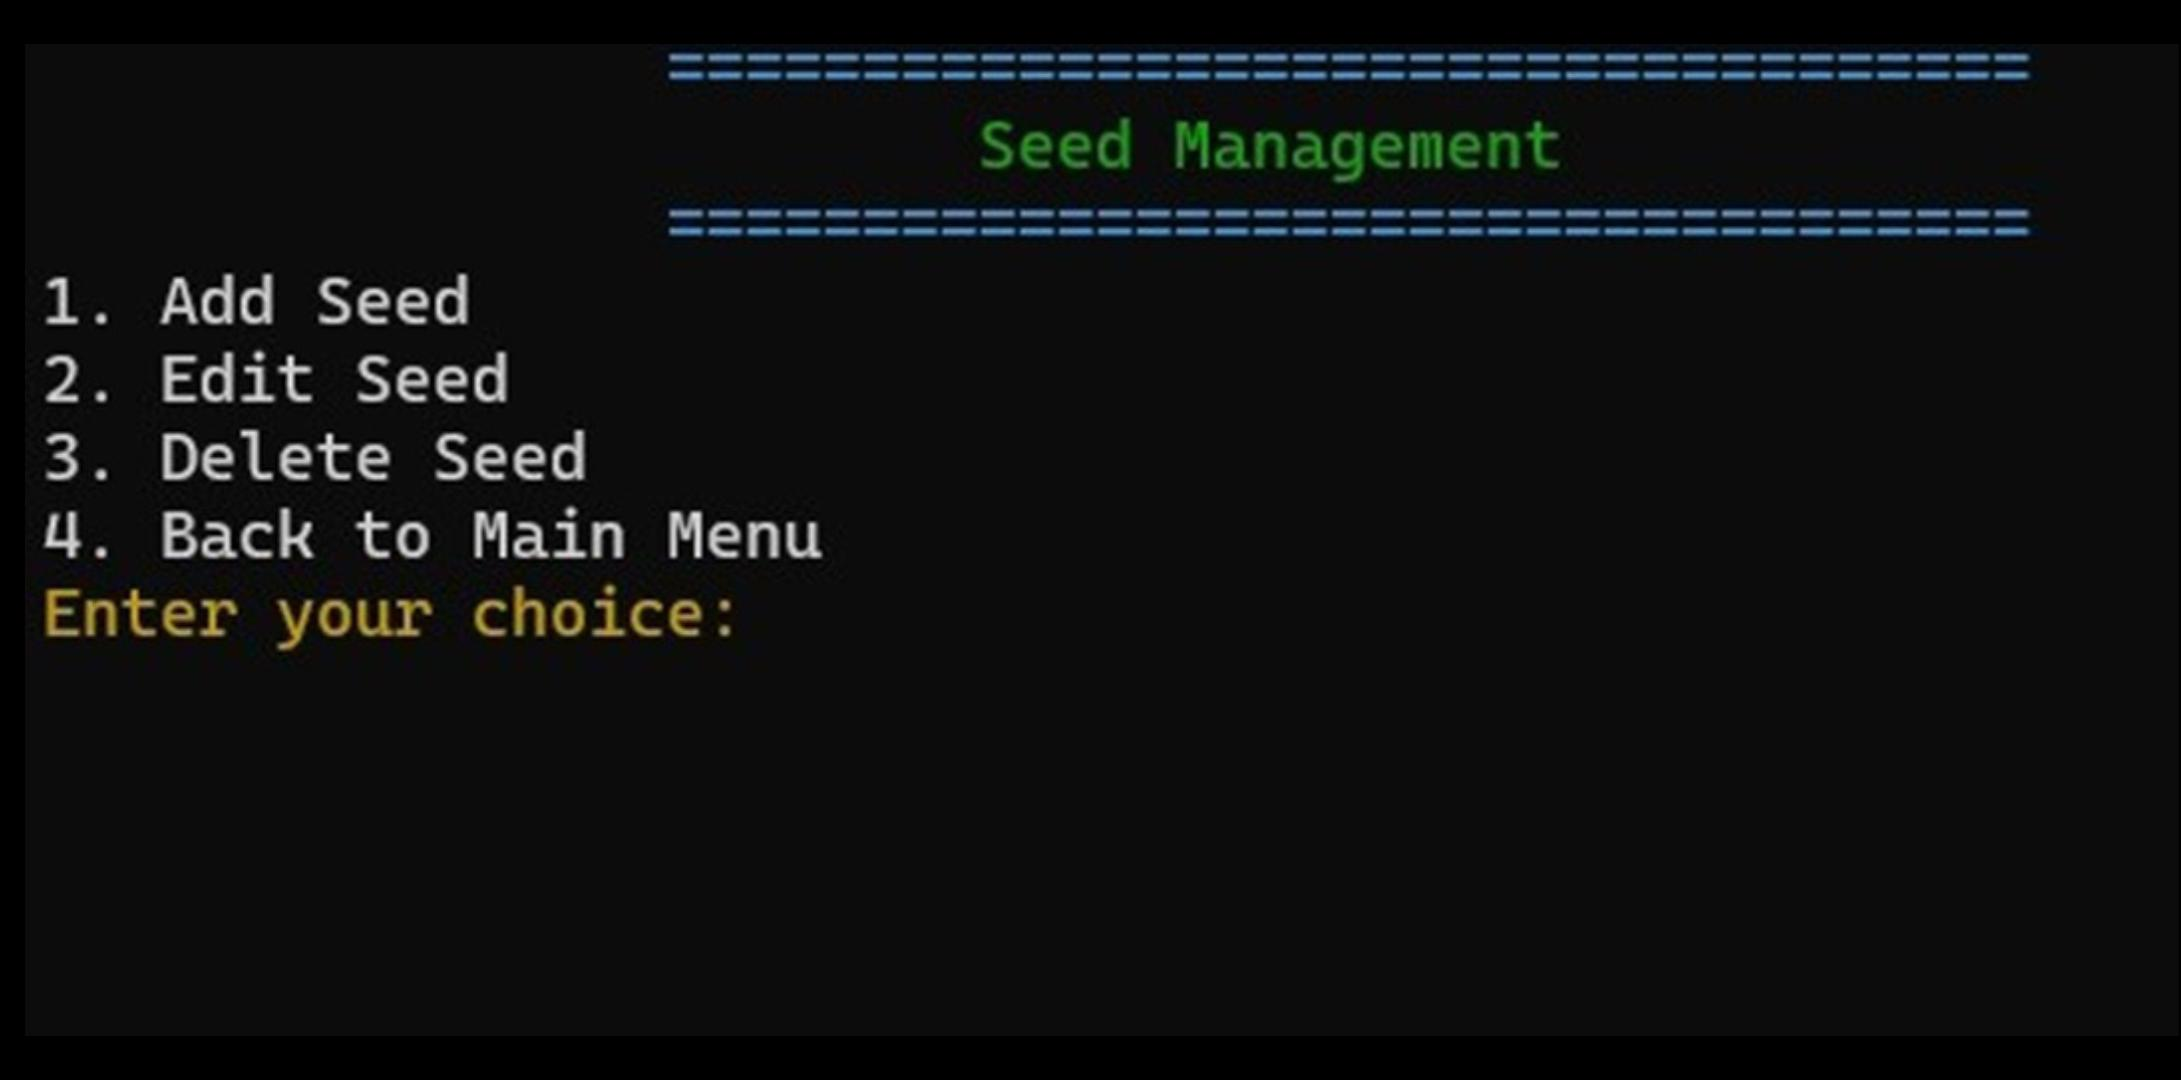 ===================================
Seed Management
===================================
1. Add Seed
2. Edit Seed
3. Delete Seed
4. Back to Main Menu
Enter your choice: